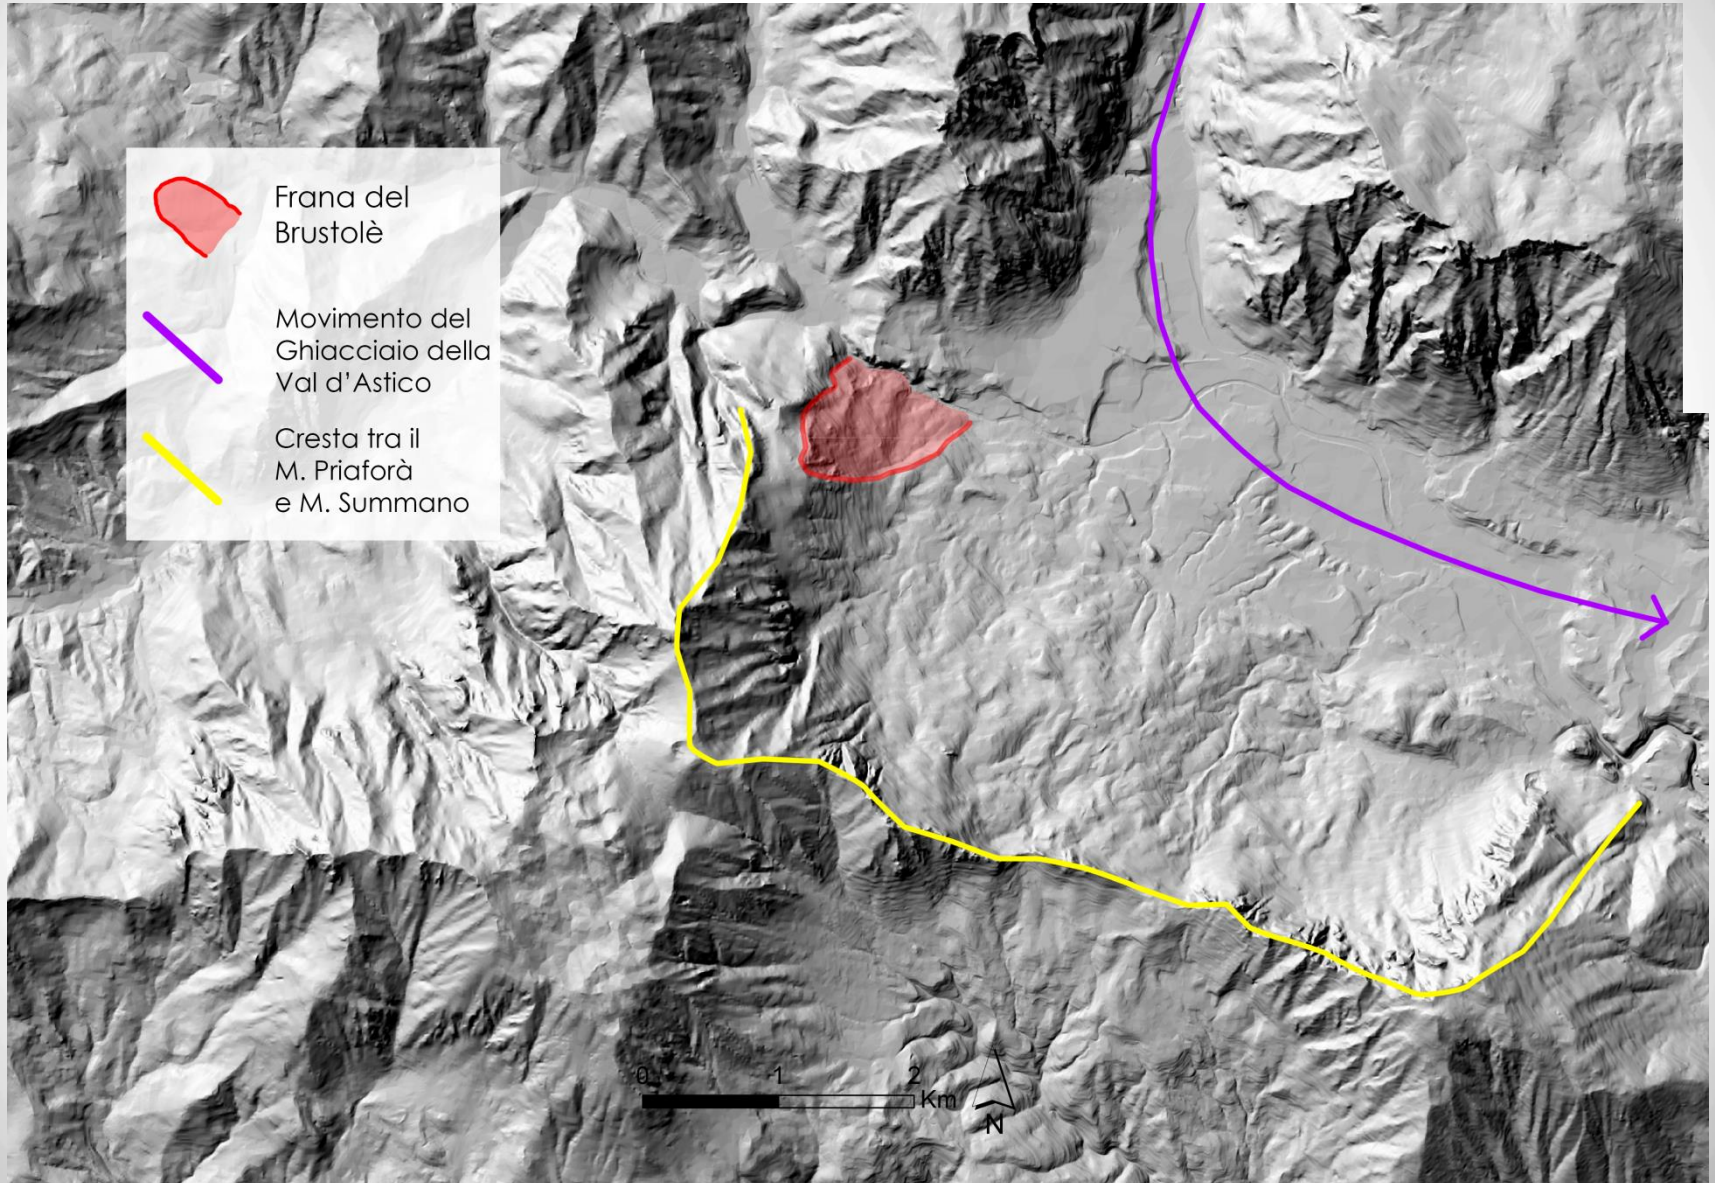 Frana del
Brustolè
Movimento del
Ghiacciaio della
Val d'Astico
Cresta tra il
M. Priaforà
e M. Summano
0 1 2
Km
N